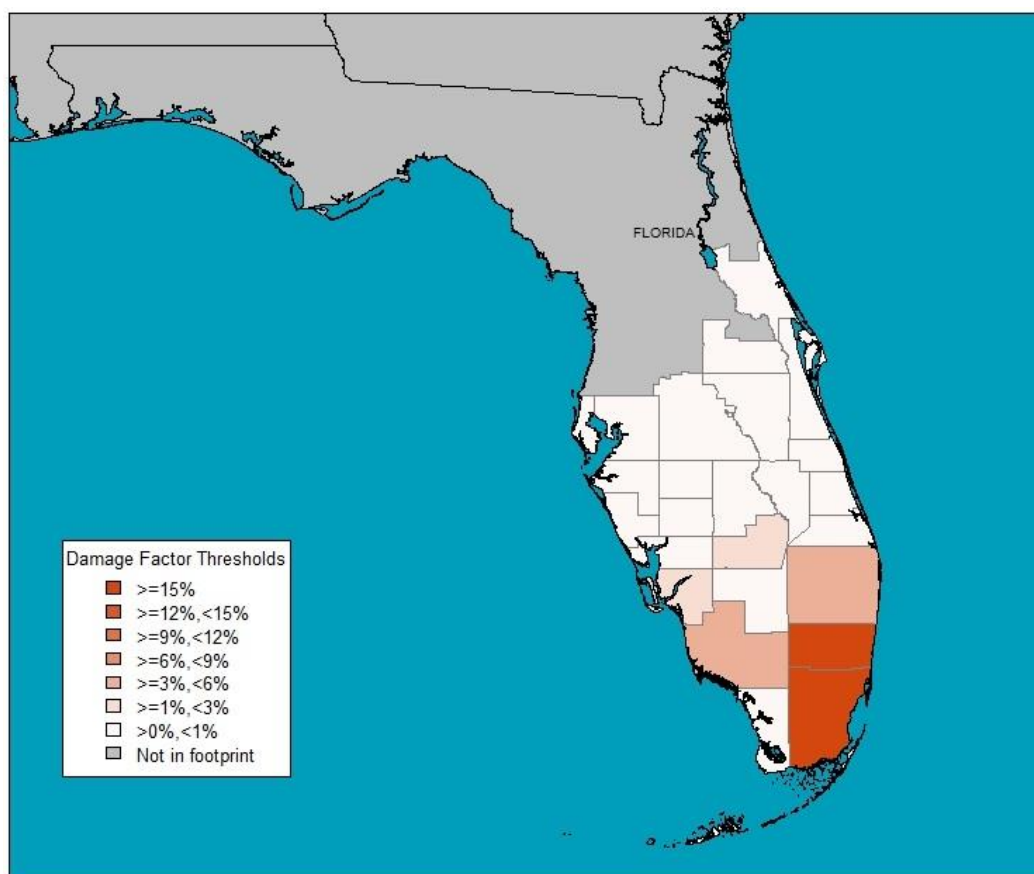 FLORIDA
Damage Factor Thresholds
>=15%
>=12%,<15%
>=9%,<12%
>=6%,<9%
>=3%,<6%
>=1%,<3%
>0%,<1%
Not in footprint